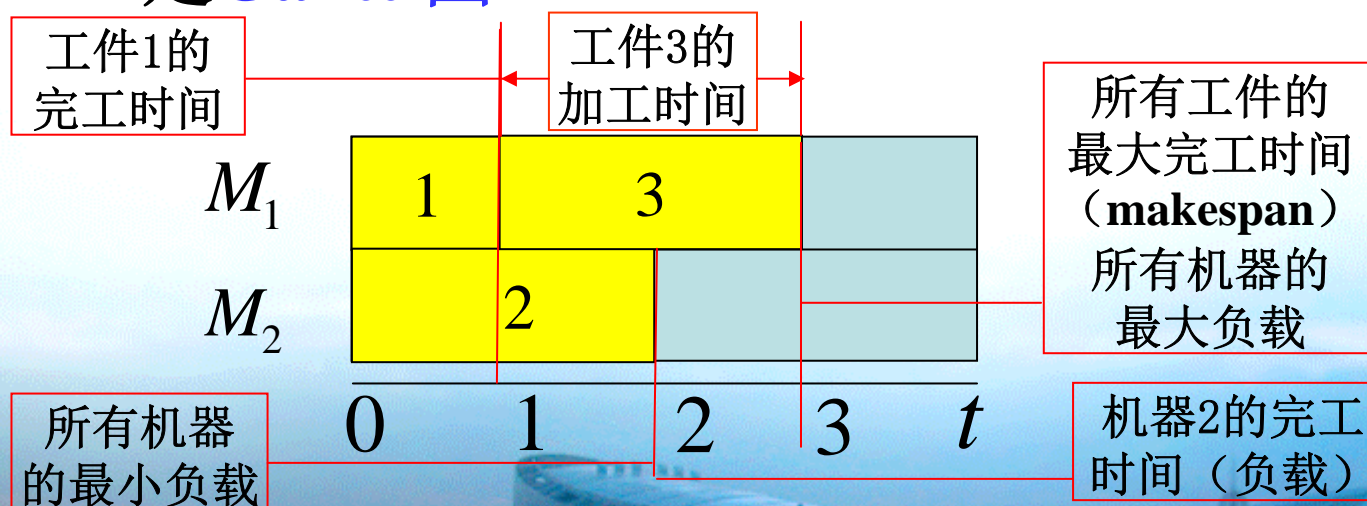 工件1的
完工时间
工件3的
加工时间
所有工件的
最大完工时间
（makespan）
所有机器的
最大负载
M1
1
3
M2
2
0 1 2 3 t
所有机器
的最小负载
机器2的完工
时间（负载）